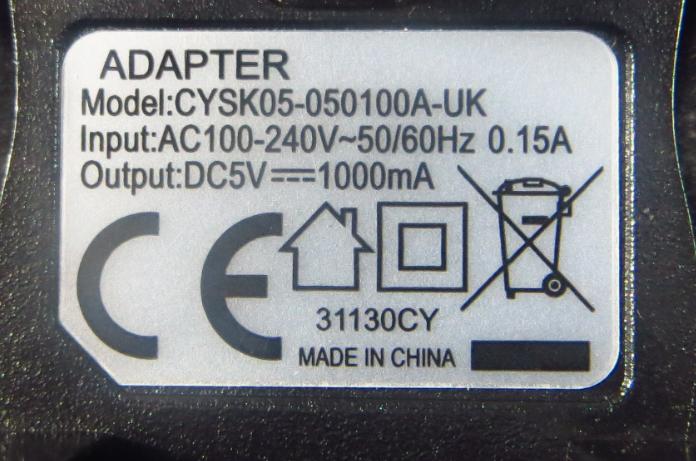 ADAPTER
Model:CYSK05-050100A-UK
Input:AC100-240V~50/60Hz 0.15A
Output:DC5V⎓1000mA
CE
31130CY
MADE IN CHINA